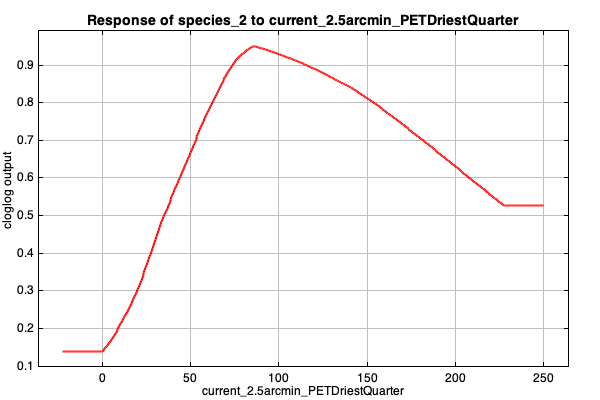 Response of species_2 to current_2.5arcmin_PETDriestQuarter
cloglog output
0.9
0.8
0.7
0.6
0.5
0.4
0.3
0.2
0.1
0 50 100 150 200 250
current_2.5arcmin_PETDriestQuarter